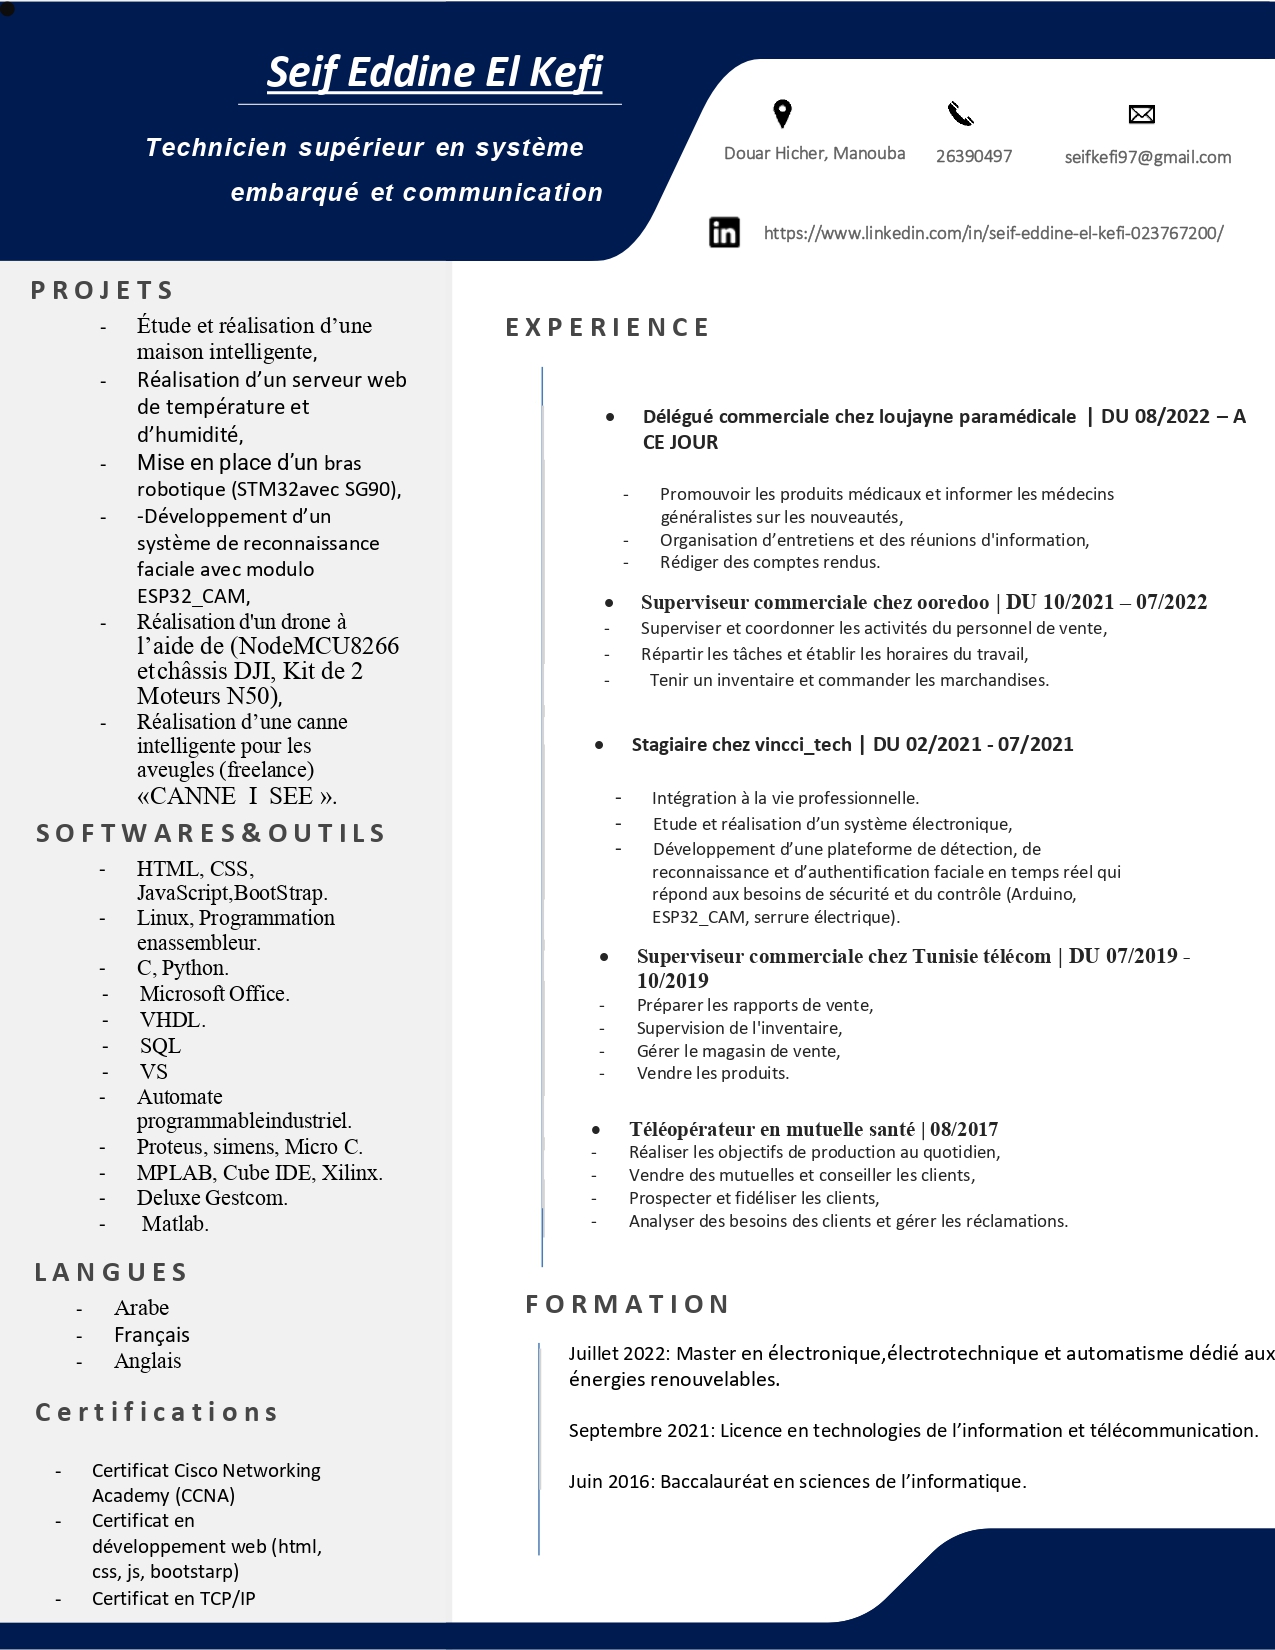 Seif Eddine El Kefi
Technicien supérieur en système
embarqué et communication
Douar Hicher, Manouba
26390497
seifkefi97@gmail.com
https://www.linkedin.com/in/seif-eddine-el-kefi-023767200/
PROJETS
- Étude et réalisation d’une
maison intelligente,
- Réalisation d’un serveur web
de température et
d’humidité,
- Mise en place d’un bras
robotique (STM32avec SG90),
- -Développement d’un
système de reconnaissance
faciale avec modulo
ESP32_CAM,
- Réalisation d'un drone à
l’aide de (NodeMCU8266
etchâssis DJI, Kit de 2
Moteurs N50),
- Réalisation d’une canne
intelligente pour les
aveugles (freelance)
«CANNE I SEE ».
SOFTWARES&OUTILS
- HTML, CSS,
JavaScript,BootStrap.
- Linux, Programmation
enassembleur.
- C, Python.
- Microsoft Office.
- VHDL.
- SQL
- VS
- Automate
programmableindustriel.
- Proteus, simens, Micro C.
- MPLAB, Cube IDE, Xilinx.
- Deluxe Gestcom.
- Matlab.
LANGUES
- Arabe
- Français
- Anglais
Certifications
- Certificat Cisco Networking
Academy (CCNA)
- Certificat en
développement web (html,
css, js, bootstarp)
- Certificat en TCP/IP
EXPERIENCE
• Délégué commerciale chez loujayne paramédicale | DU 08/2022 – A
CE JOUR
- Promouvoir les produits médicaux et informer les médecins
généralistes sur les nouveautés,
- Organisation d’entretiens et des réunions d'information,
- Rédiger des comptes rendus.
• Superviseur commerciale chez ooredoo | DU 10/2021 – 07/2022
- Superviser et coordonner les activités du personnel de vente,
- Répartir les tâches et établir les horaires du travail,
- Tenir un inventaire et commander les marchandises.
• Stagiaire chez vincci_tech | DU 02/2021 - 07/2021
- Intégration à la vie professionnelle.
- Etude et réalisation d’un système électronique,
- Développement d’une plateforme de détection, de
reconnaissance et d’authentification faciale en temps réel qui
répond aux besoins de sécurité et du contrôle (Arduino,
ESP32_CAM, serrure électrique).
• Superviseur commerciale chez Tunisie télécom | DU 07/2019 -
10/2019
- Préparer les rapports de vente,
- Supervision de l'inventaire,
- Gérer le magasin de vente,
- Vendre les produits.
• Téléopérateur en mutuelle santé | 08/2017
- Réaliser les objectifs de production au quotidien,
- Vendre des mutuelles et conseiller les clients,
- Prospecter et fidéliser les clients,
- Analyser des besoins des clients et gérer les réclamations.
FORMATION
Juillet 2022: Master en électronique,électrotechnique et automatisme dédié aux
énergies renouvelables.
Septembre 2021: Licence en technologies de l’information et télécommunication.
Juin 2016: Baccalauréat en sciences de l’informatique.